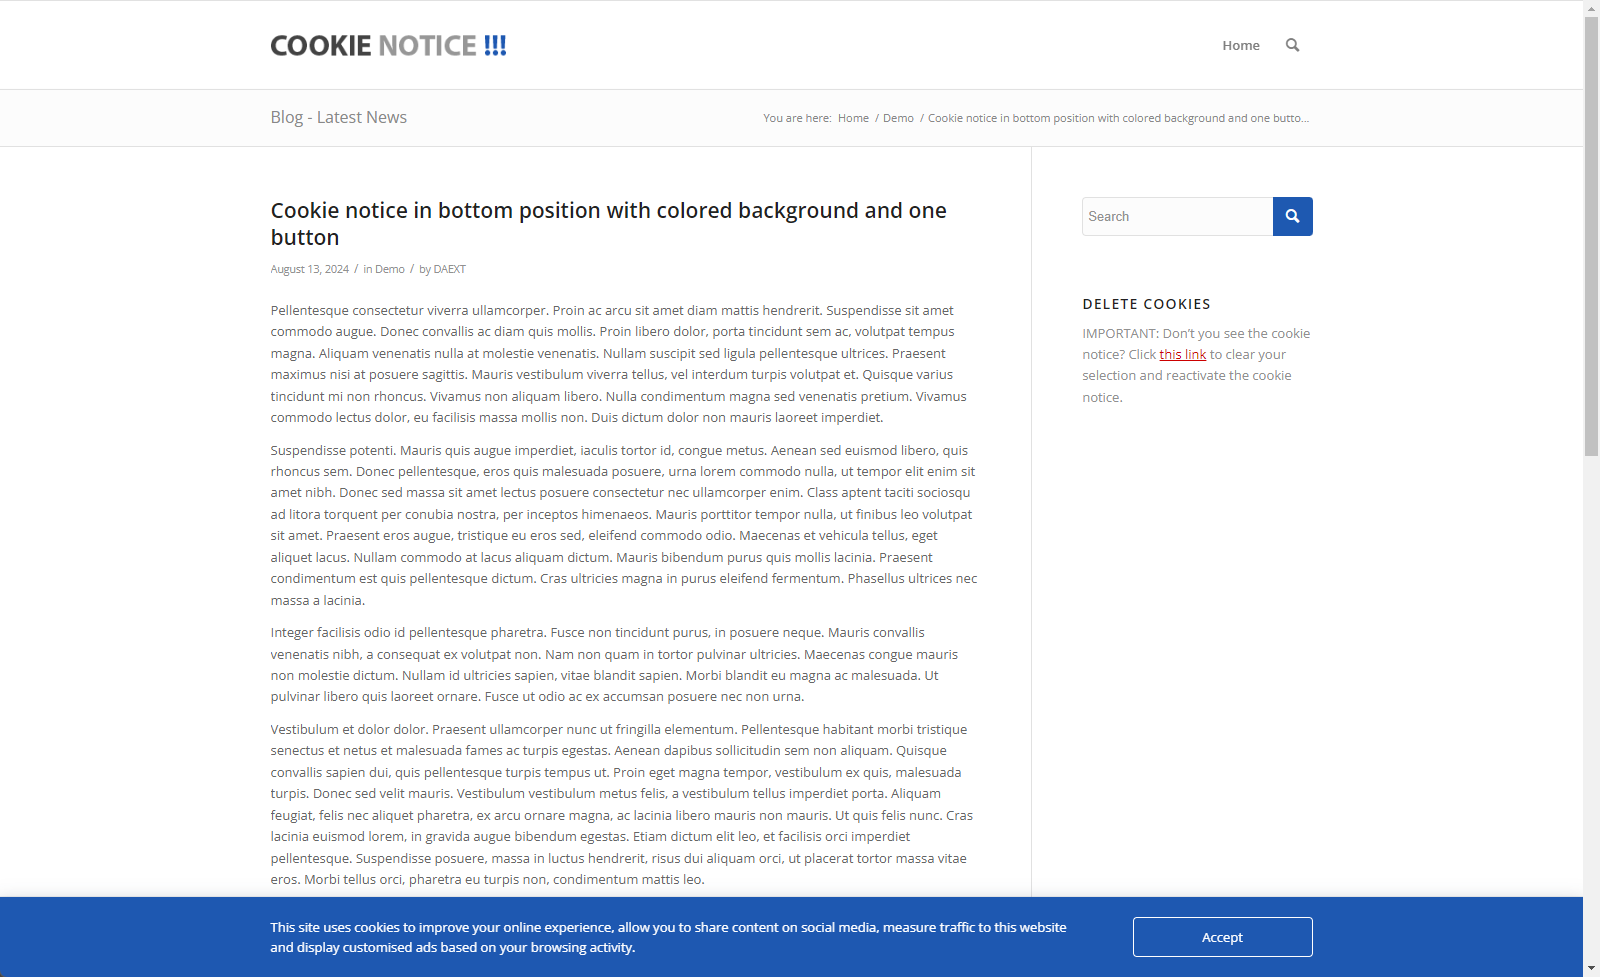 COOKIE NOTICE !!!
Home
Blog - Latest News
You are here: Home / Demo / Cookie notice in bottom position with colored background and one butto...
Cookie notice in bottom position with colored background and one
button
August 13, 2024 / in Demo / by DAEXT
Pellentesque consectetur viverra ullamcorper. Proin ac arcu sit amet diam mattis hendrerit. Suspendisse sit amet
commodo augue. Donec convallis ac diam quis mollis. Proin libero dolor, porta tincidunt sem ac, volutpat tempus
magna. Aliquam venenatis nulla at molestie venenatis. Nullam suscipit sed ligula pellentesque ultrices. Praesent
maximus nisi at posuere sagittis. Mauris vestibulum viverra tellus, vel interdum turpis volutpat et. Quisque varius
tincidunt mi non rhoncus. Vivamus non aliquam libero. Nulla condimentum magna sed venenatis pretium. Vivamus
commodo lectus dolor, eu facilisis massa mollis non. Duis dictum dolor non mauris laoreet imperdiet.
Suspendisse potenti. Mauris quis augue imperdiet, iaculis tortor id, congue metus. Aenean sed euismod libero, quis
rhoncus sem. Donec pellentesque, eros quis malesuada posuere, urna lorem commodo nulla, ut tempor elit enim sit
amet nibh. Donec sed massa sit amet lectus posuere consectetur nec ullamcorper enim. Class aptent taciti sociosqu
ad litora torquent per conubia nostra, per inceptos himenaeos. Mauris porttitor tempor nulla, ut finibus leo volutpat
sit amet. Praesent eros augue, tristique eu eros sed, eleifend commodo odio. Maecenas et vehicula tellus, eget
aliquet lacus. Nullam commodo at lacus aliquam dictum. Mauris bibendum purus quis mollis lacinia. Praesent
condimentum est quis pellentesque dictum. Cras ultricies magna in purus eleifend fermentum. Phasellus ultrices nec
massa a lacinia.
Integer facilisis odio id pellentesque pharetra. Fusce non tincidunt purus, in posuere neque. Mauris convallis
venenatis nibh, a consequat ex volutpat non. Nam non quam in tortor pulvinar ultricies. Maecenas congue mauris
non molestie dictum. Nullam id ultricies sapien, vitae blandit sapien. Morbi blandit eu magna ac malesuada. Ut
pulvinar libero quis laoreet ornare. Fusce ut odio ac ex accumsan posuere nec non urna.
Vestibulum et dolor dolor. Praesent ullamcorper nunc ut fringilla elementum. Pellentesque habitant morbi tristique
senectus et netus et malesuada fames ac turpis egestas. Aenean dapibus sollicitudin sem non aliquam. Quisque
convallis sapien dui, quis pellentesque turpis tempus ut. Proin eget magna tempor, vestibulum ex quis, malesuada
turpis. Donec sed velit mauris. Vestibulum vestibulum metus felis, a vestibulum tellus imperdiet porta. Aliquam
feugiat, felis nec aliquet pharetra, ex arcu ornare magna, ac lacinia libero mauris non mauris. Ut quis felis nunc. Cras
lacinia euismod lorem, in gravida augue bibendum egestas. Etiam dictum elit leo, et facilisis orci imperdiet
pellentesque. Suspendisse posuere, massa in luctus hendrerit, risus dui aliquam orci, ut placerat tortor massa vitae
eros. Morbi tellus orci, pharetra eu turpis non, condimentum mattis leo.
Search
DELETE COOKIES
IMPORTANT: Don’t you see the cookie
notice? Click this link to clear your
selection and reactivate the cookie
notice.
This site uses cookies to improve your online experience, allow you to share content on social media, measure traffic to this website
and display customised ads based on your browsing activity.
Accept